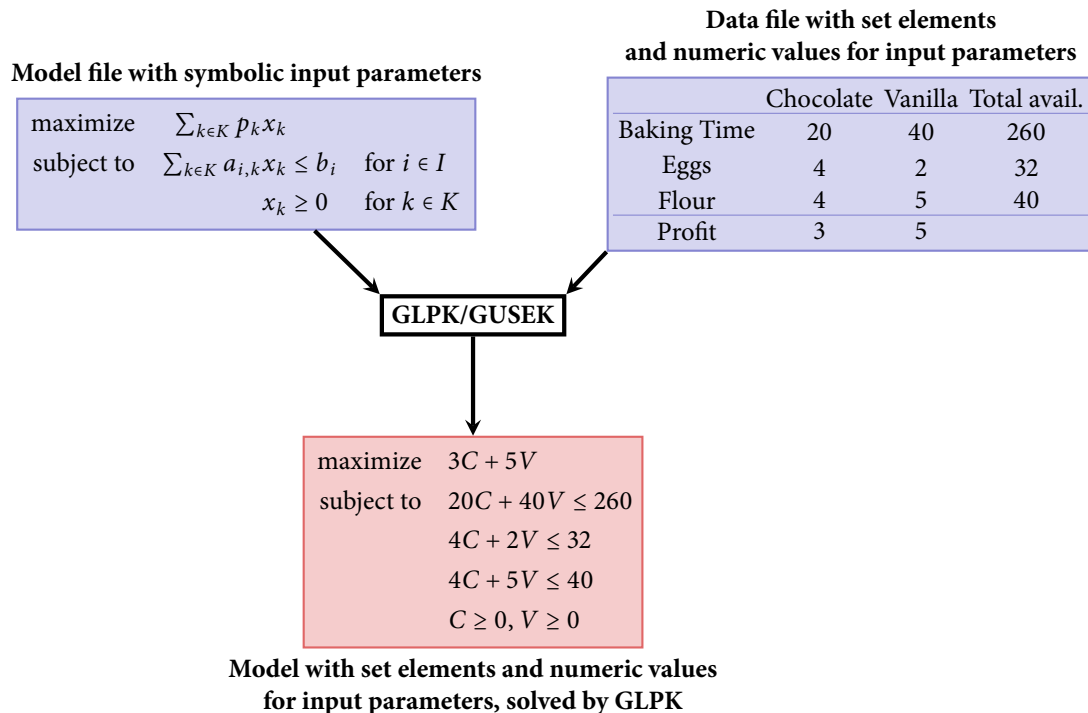 Model file with symbolic input parameters
maximize ∑k∈K pk xk
subject to ∑k∈K ai,k xk ≤ bi for i ∈ I
xk ≥ 0 for k ∈ K
Data file with set elements
and numeric values for input parameters
Chocolate Vanilla Total avail.
Baking Time 20 40 260
Eggs 4 2 32
Flour 4 5 40
Profit 3 5
GLPK/GUSEK
maximize 3C + 5V
subject to 20C + 40V ≤ 260
4C + 2V ≤ 32
4C + 5V ≤ 40
C ≥ 0, V ≥ 0
Model with set elements and numeric values
for input parameters, solved by GLPK